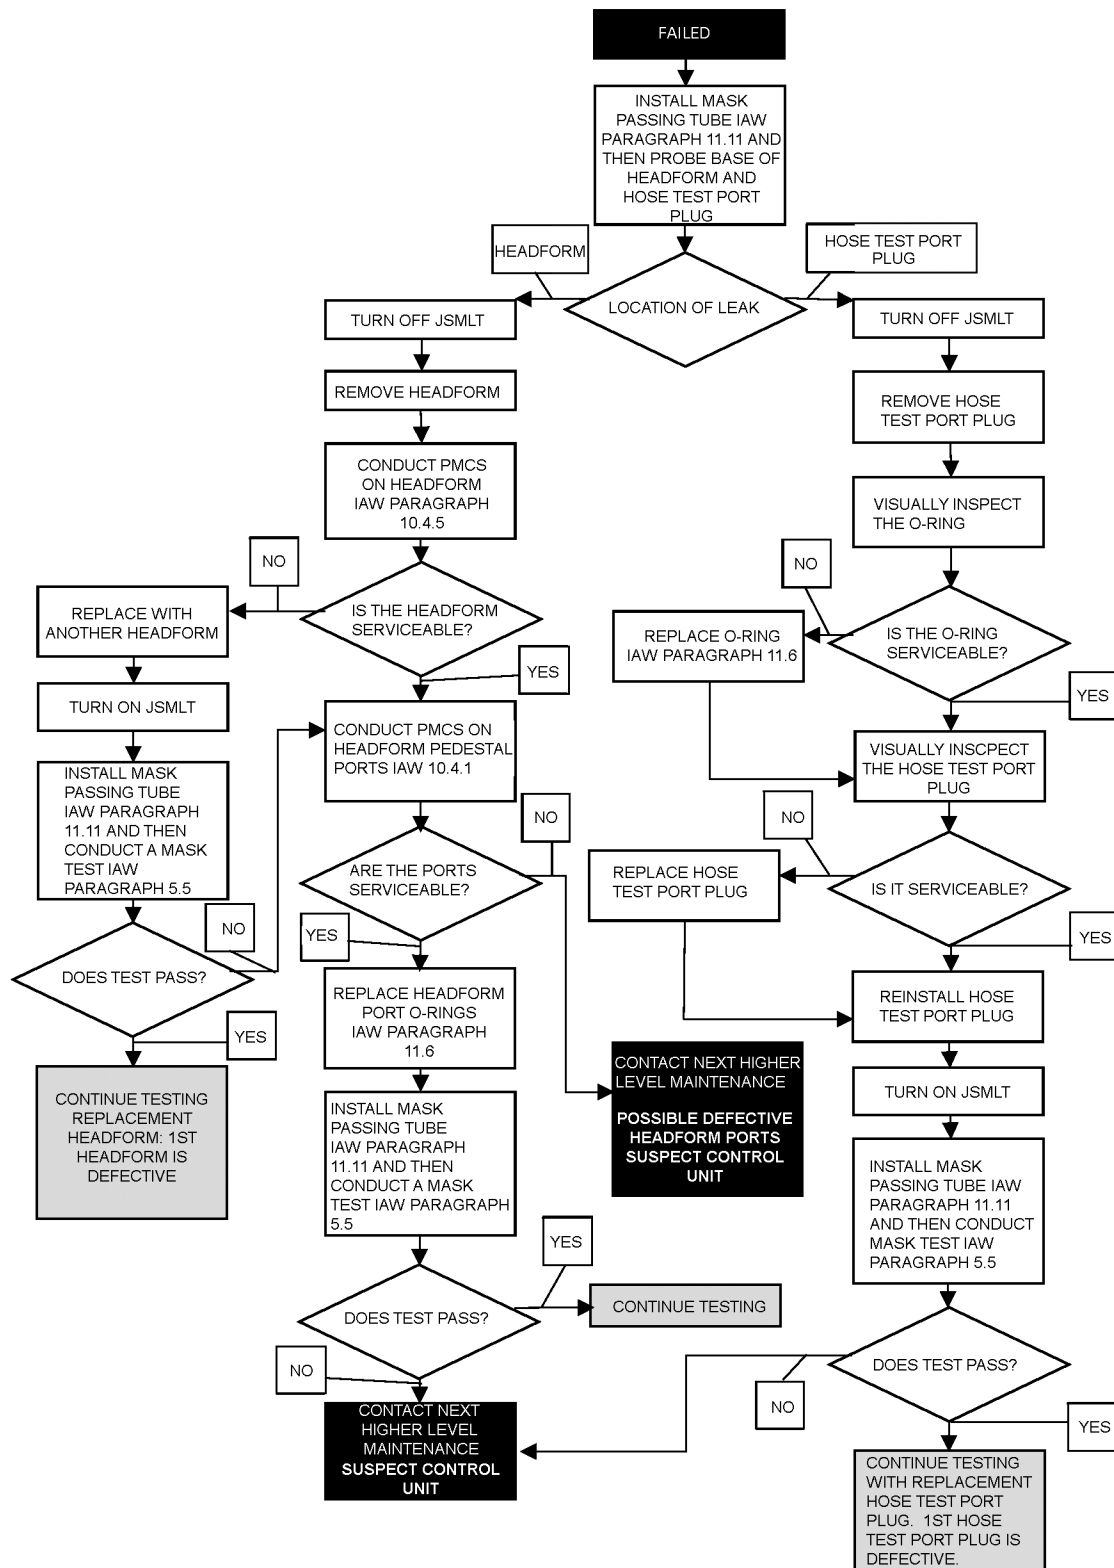 FAILED
INSTALL MASK
PASSING TUBE IAW
PARAGRAPH 11.11 AND
THEN PROBE BASE OF
HEADFORM AND
HOSE TEST PORT
PLUG
HEADFORM
HOSE TEST PORT
PLUG
LOCATION OF LEAK
TURN OFF JSMLT
REMOVE HEADFORM
CONDUCT PMCS
ON HEADFORM
IAW PARAGRAPH
10.4.5
NO
IS THE HEADFORM
SERVICEABLE?
REPLACE WITH
ANOTHER HEADFORM
TURN ON JSMLT
INSTALL MASK
PASSING TUBE
IAW PARAGRAPH
11.11 AND THEN
CONDUCT A MASK
TEST IAW
PARAGRAPH 5.5
NO
DOES TEST PASS?
YES
CONTINUE TESTING
REPLACEMENT
HEADFORM: 1ST
HEADFORM IS
DEFECTIVE
YES
CONDUCT PMCS ON
HEADFORM PEDESTAL
PORTS IAW 10.4.1
NO
ARE THE PORTS
SERVICEABLE?
YES
REPLACE HEADFORM
PORT O-RINGS
IAW PARAGRAPH
11.6
CONTACT NEXT HIGHER
LEVEL MAINTENANCE
POSSIBLE DEFECTIVE
HEADFORM PORTS
SUSPECT CONTROL
UNIT
INSTALL MASK
PASSING TUBE
IAW PARAGRAPH
11.11 AND THEN
CONDUCT A MASK
TEST IAW PARAGRAPH
5.5
YES
DOES TEST PASS?
CONTINUE TESTING
NO
CONTACT NEXT
HIGHER LEVEL
MAINTENANCE
SUSPECT CONTROL
UNIT
TURN OFF JSMLT
REMOVE HOSE
TEST PORT PLUG
VISUALLY INSPECT
THE O-RING
NO
IS THE O-RING
SERVICEABLE?
REPLACE O-RING
IAW PARAGRAPH 11.6
YES
VISUALLY INSCPECT
THE HOSE TEST PORT
PLUG
NO
IS IT SERVICEABLE?
REPLACE HOSE
TEST PORT PLUG
YES
REINSTALL HOSE
TEST PORT PLUG
TURN ON JSMLT
INSTALL MASK
PASSING TUBE IAW
PARAGRAPH 11.11
AND THEN CONDUCT
MASK TEST IAW
PARAGRAPH 5.5
DOES TEST PASS?
NO
YES
CONTINUE TESTING
WITH REPLACEMENT
HOSE TEST PORT
PLUG. 1ST HOSE
TEST PORT PLUG IS
DEFECTIVE.